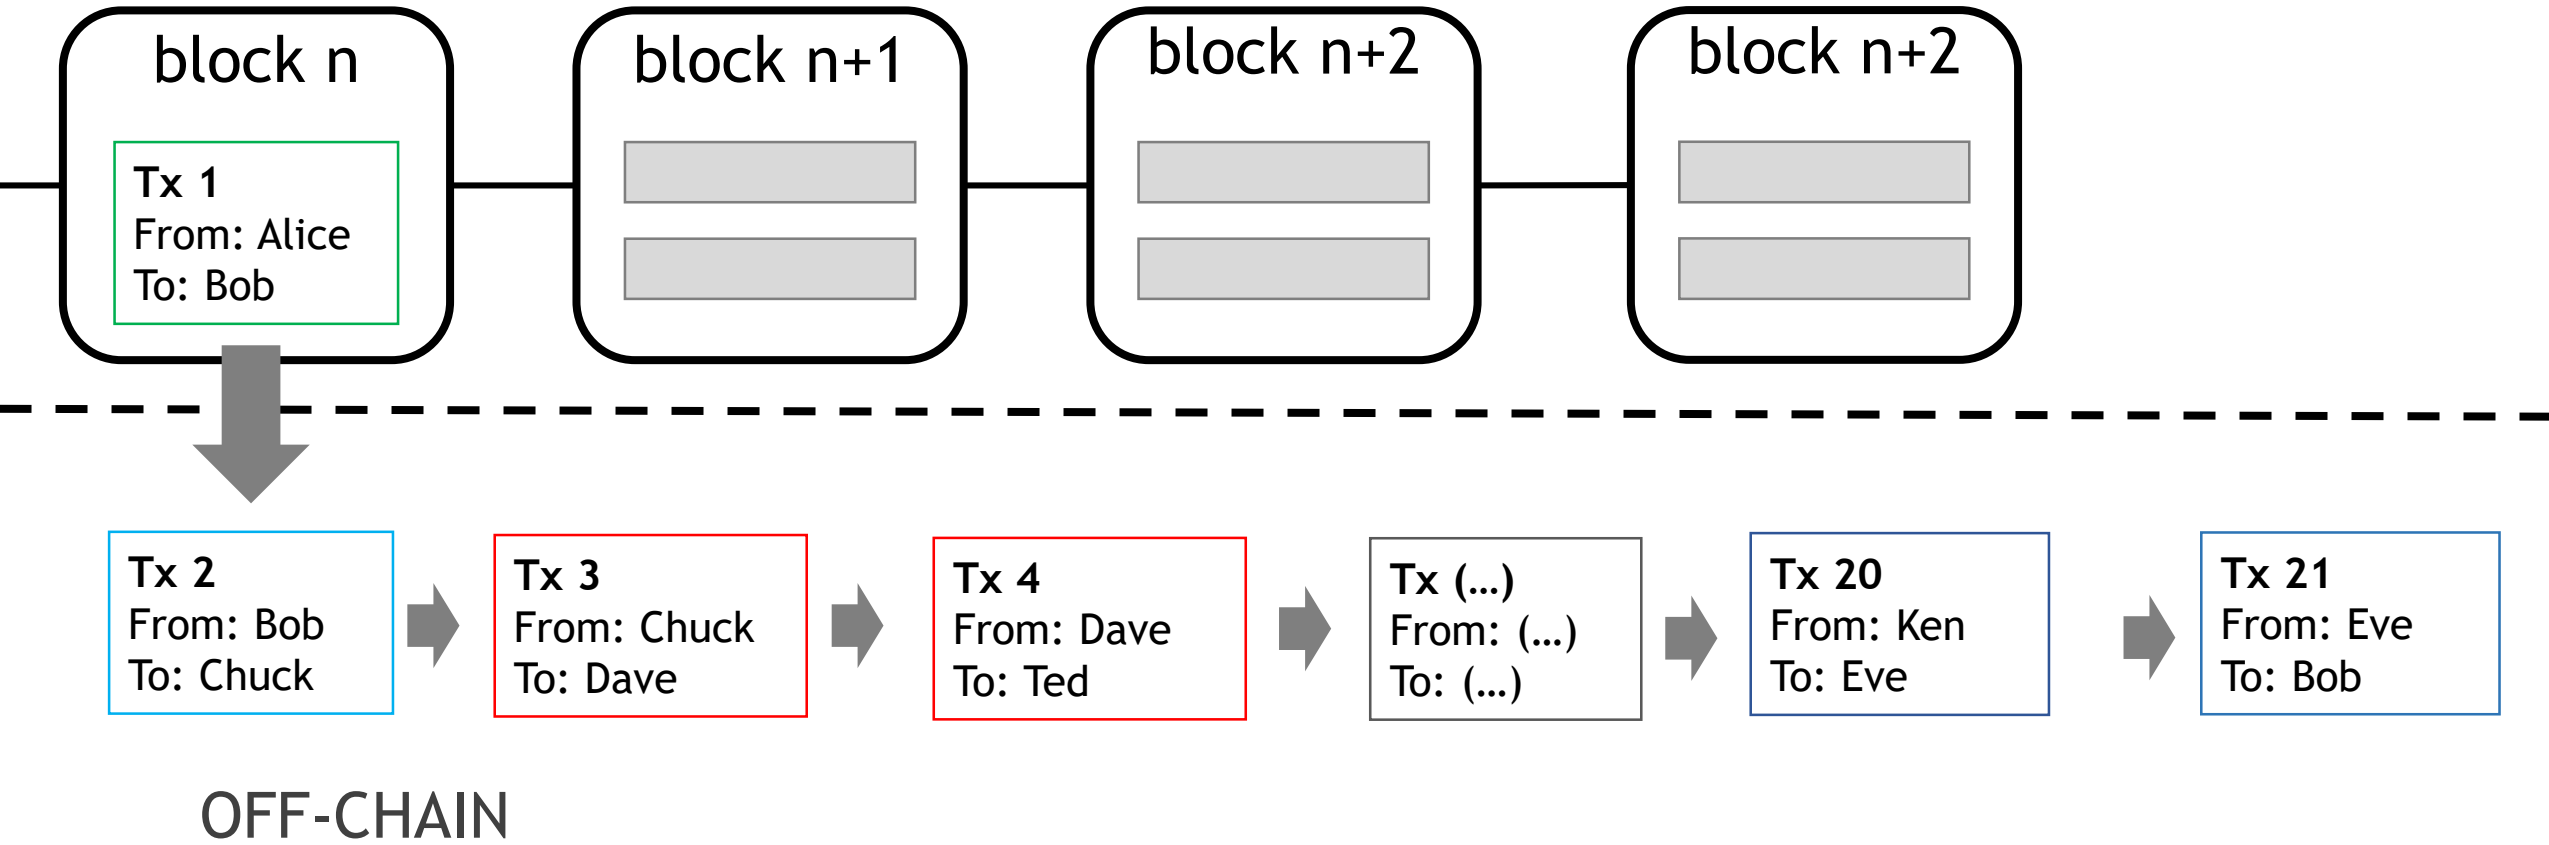 block n
Tx 1
From: Alice
To: Bob
block n+1
block n+2
block n+2
Tx 2
From: Bob
To: Chuck
Tx 3
From: Chuck
To: Dave
Tx 4
From: Dave
To: Ted
Tx (…)
From: (…)
To: (…)
Tx 20
From: Ken
To: Eve
Tx 21
From: Eve
To: Bob
OFF-CHAIN